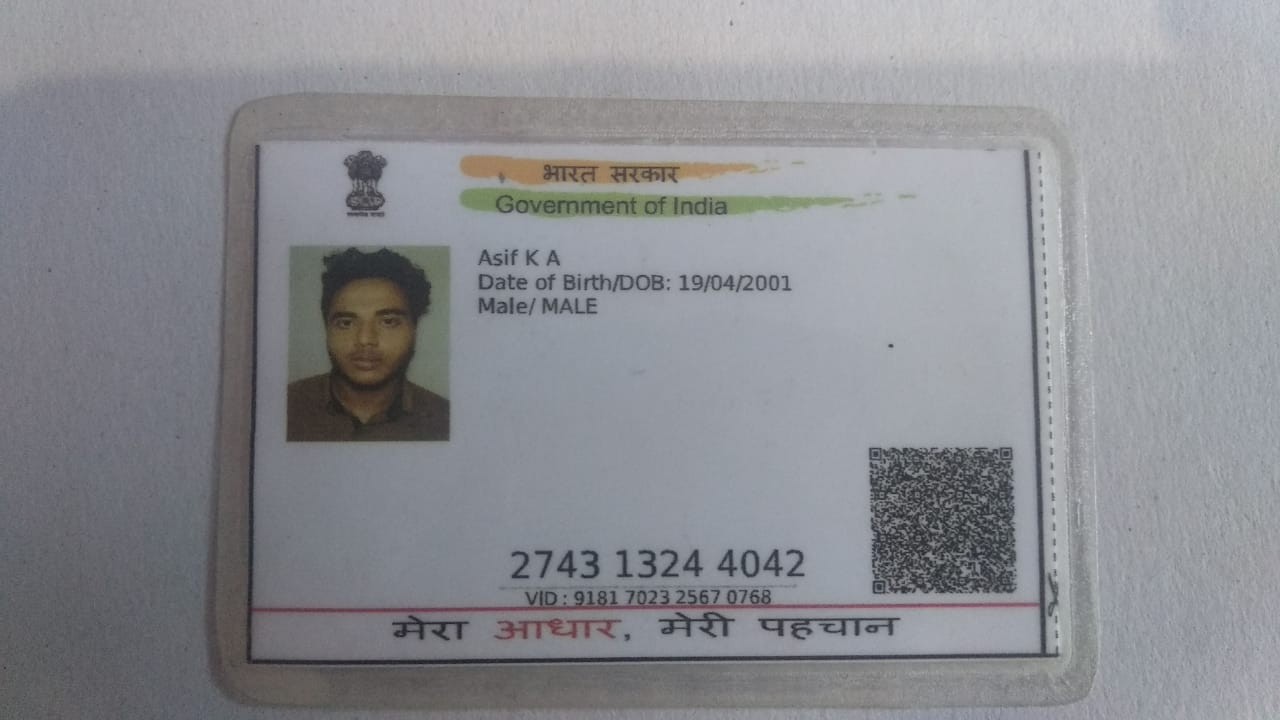 भारत सरकार
Government of India
Asif K A
Date of Birth/DOB: 19/04/2001
Male/ MALE
2743 1324 4042
VID : 9181 7023 2567 0768
मेरा आधार, मेरी पहचान